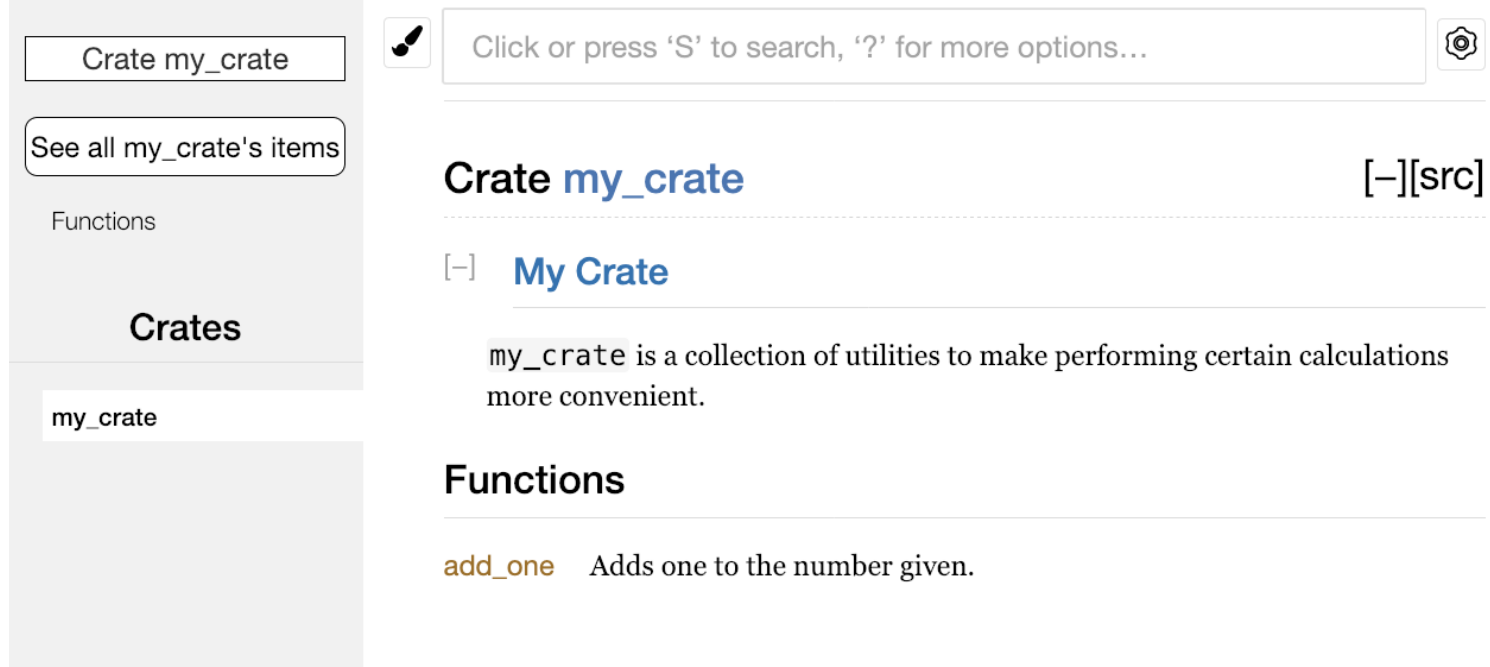 Crate my_crate
See all my_crate's items
Functions
Crates
my_crate
Click or press ‘S’ to search, ‘?’ for more options…
Crate my_crate [−][src]
[−] My Crate
my_crate is a collection of utilities to make performing certain calculations
more convenient.
Functions
add_one Adds one to the number given.